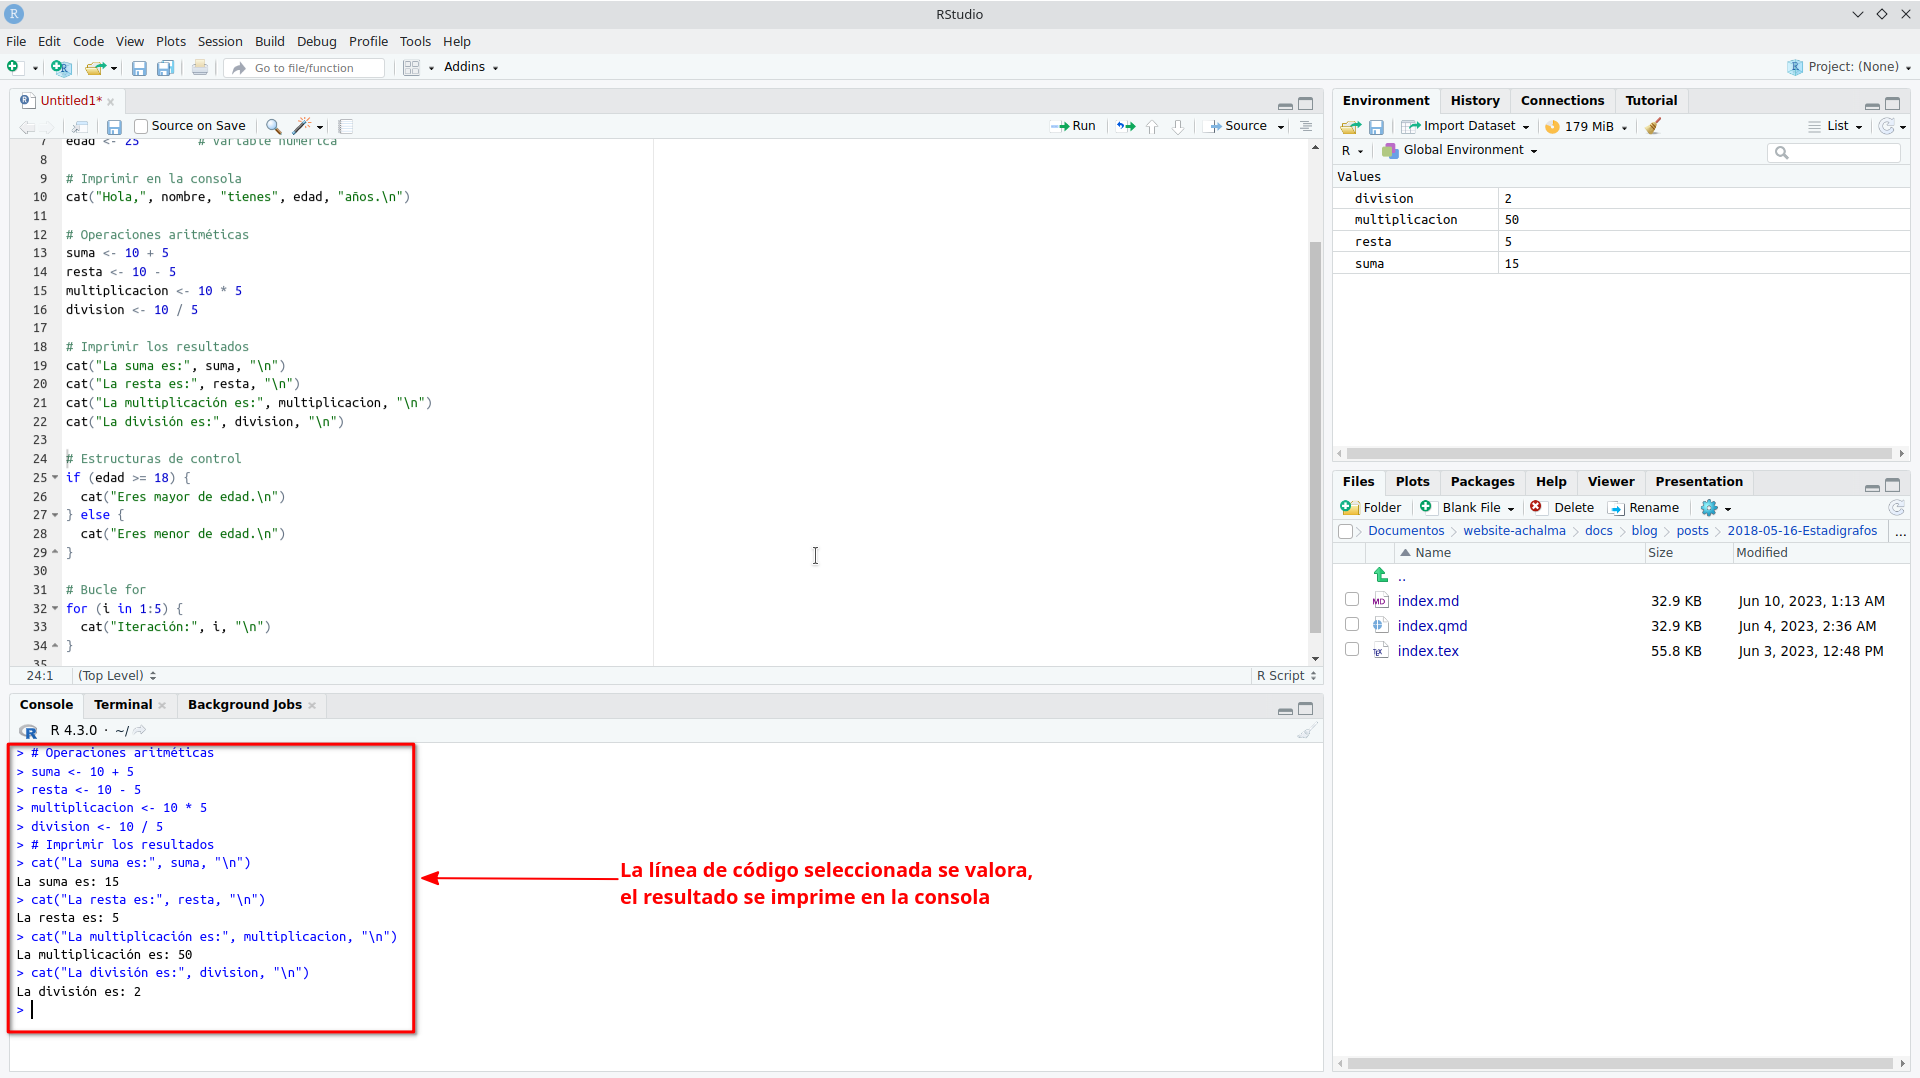 RStudio
File Edit Code View Plots Session Build Debug Profile Tools Help
Go to file/function Addins Project: (None)
Untitled1*
Source on Save Run Source
7 edad <- 25 # Variable numérica
8
9 # Imprimir en la consola
10 cat("Hola,", nombre, "tienes", edad, "años.\n")
11
12 # Operaciones aritméticas
13 suma <- 10 + 5
14 resta <- 10 - 5
15 multiplicacion <- 10 * 5
16 division <- 10 / 5
17
18 # Imprimir los resultados
19 cat("La suma es:", suma, "\n")
20 cat("La resta es:", resta, "\n")
21 cat("La multiplicación es:", multiplicacion, "\n")
22 cat("La división es:", division, "\n")
23
24 # Estructuras de control
25 if (edad >= 18) {
26 cat("Eres mayor de edad.\n")
27 } else {
28 cat("Eres menor de edad.\n")
29 }
30
31 # Bucle for
32 for (i in 1:5) {
33 cat("Iteración:", i, "\n")
34 }
35
24:1 (Top Level) R Script
Console Terminal Background Jobs
R 4.3.0 · ~/
> # Operaciones aritméticas
> suma <- 10 + 5
> resta <- 10 - 5
> multiplicacion <- 10 * 5
> division <- 10 / 5
> # Imprimir los resultados
> cat("La suma es:", suma, "\n")
La suma es: 15
> cat("La resta es:", resta, "\n")
La resta es: 5
> cat("La multiplicación es:", multiplicacion, "\n")
La multiplicación es: 50
> cat("La división es:", division, "\n")
La división es: 2
>
La línea de código seleccionada se valora,
el resultado se imprime en la consola
Environment History Connections Tutorial
Import Dataset 179 MiB List
R Global Environment
Values
division 2
multiplicacion 50
resta 5
suma 15
Files Plots Packages Help Viewer Presentation
Folder Blank File Delete Rename
Documentos website-achalma docs blog posts 2018-05-16-Estadigrafos ...
Name Size Modified
..
index.md 32.9 KB Jun 10, 2023, 1:13 AM
index.qmd 32.9 KB Jun 4, 2023, 2:36 AM
index.tex 55.8 KB Jun 3, 2023, 12:48 PM